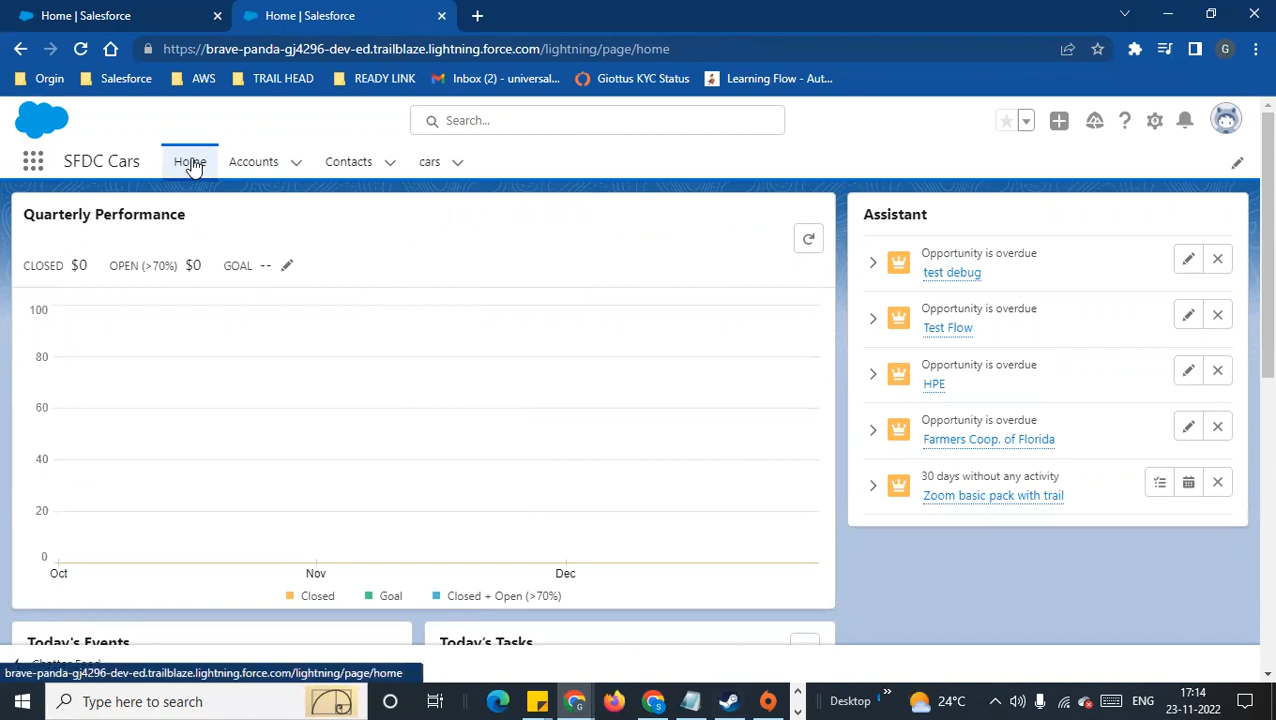 Home | Salesforce
Home | Salesforce
https://brave-panda-gj4296-dev-ed.trailblaze.lightning.force.com/lightning/page/home
G
Orgin
Salesforce
AWS
TRAIL HEAD
READY LINK
Inbox (2) - universal...
Giottus KYC Status
Learning Flow - Aut...
Search...
SFDC Cars
Home
Accounts
Contacts
cars
Quarterly Performance
CLOSED $0 OPEN (>70%) $0 GOAL --
100
80
60
40
20
0
Oct Nov Dec
Closed Goal Closed + Open (>70%)
Assistant
Opportunity is overdue
test debug
Opportunity is overdue
Test Flow
Opportunity is overdue
HPE
Opportunity is overdue
Farmers Coop. of Florida
30 days without any activity
Zoom basic pack with trail
Today's Events
Today's Tasks
Chatter Feed
brave-panda-gj4296-dev-ed.trailblaze.lightning.force.com/lightning/page/home
Type here to search
Desktop
24°C
ENG
17:14
23-11-2022